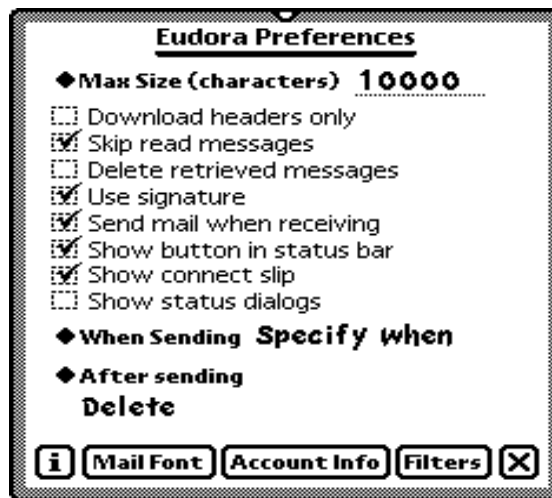 Eudora Preferences
◆Max Size (characters) 10000
Download headers only
Skip read messages
Delete retrieved messages
Use signature
Send mail when receiving
Show button in status bar
Show connect slip
Show status dialogs
◆When Sending Specify when
◆After sending
Delete
i Mail Font Account Info Filters X